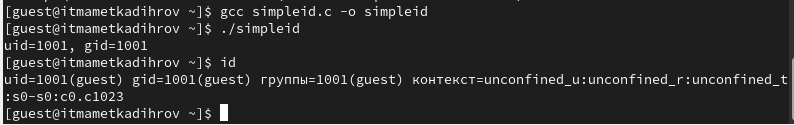 [guest@itmametkadihrov ~]$ gcc simpleid.c -o simpleid
[guest@itmametkadihrov ~]$ ./simpleid
uid=1001, gid=1001
[guest@itmametkadihrov ~]$ id
uid=1001(guest) gid=1001(guest) группы=1001(guest) контекст=unconfined_u:unconfined_r:unconfined_t
:s0-s0:c0.c1023
[guest@itmametkadihrov ~]$